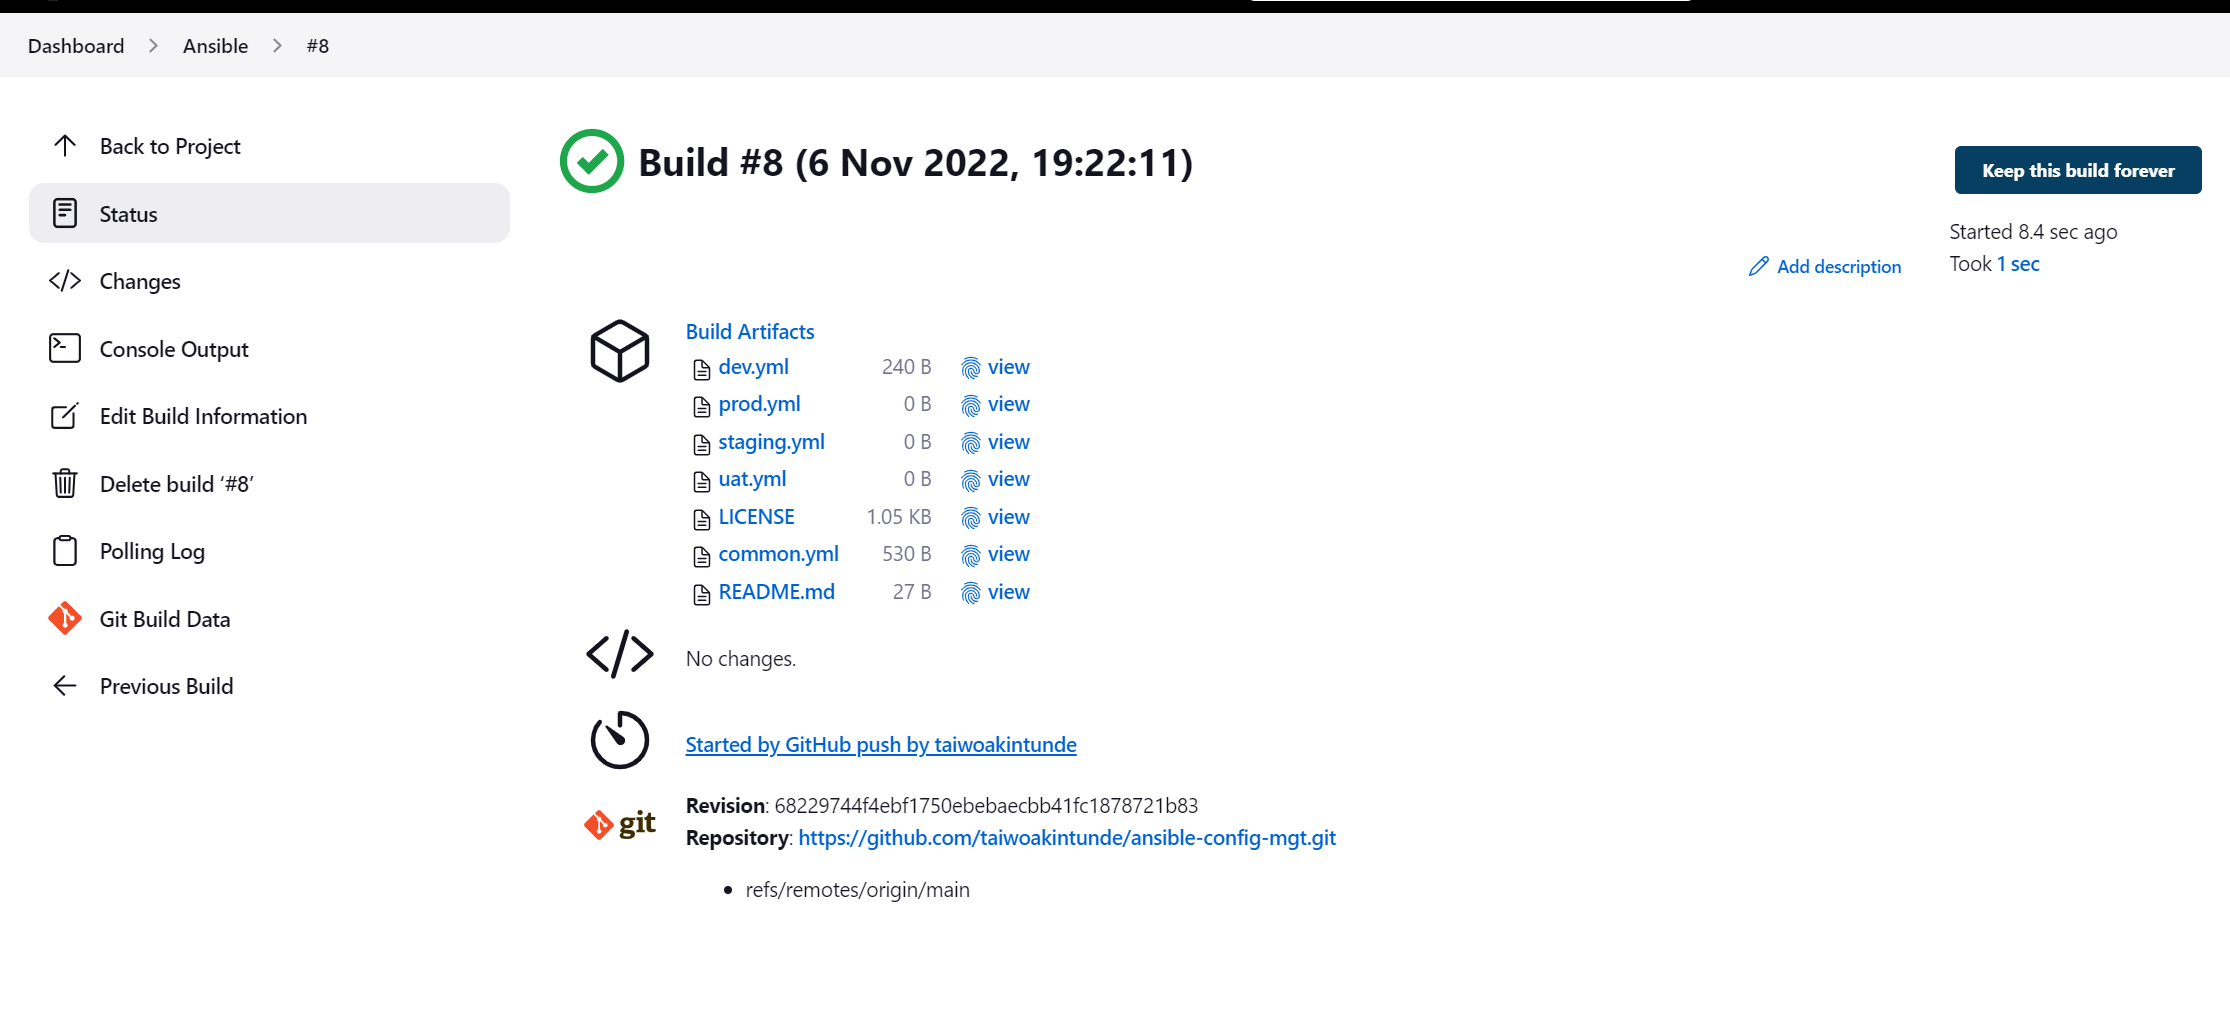 Dashboard > Ansible > #8
Back to Project
Status
Changes
Console Output
Edit Build Information
Delete build ‘#8’
Polling Log
Git Build Data
Previous Build
Build #8 (6 Nov 2022, 19:22:11)
Keep this build forever
Started 8.4 sec ago
Took 1 sec
Add description
Build Artifacts
dev.yml 240 B view
prod.yml 0 B view
staging.yml 0 B view
uat.yml 0 B view
LICENSE 1.05 KB view
common.yml 530 B view
README.md 27 B view
No changes.
Started by GitHub push by taiwoakintunde
git
Revision: 68229744f4ebf1750ebebaecbb41fc1878721b83
Repository: https://github.com/taiwoakintunde/ansible-config-mgt.git
• refs/remotes/origin/main